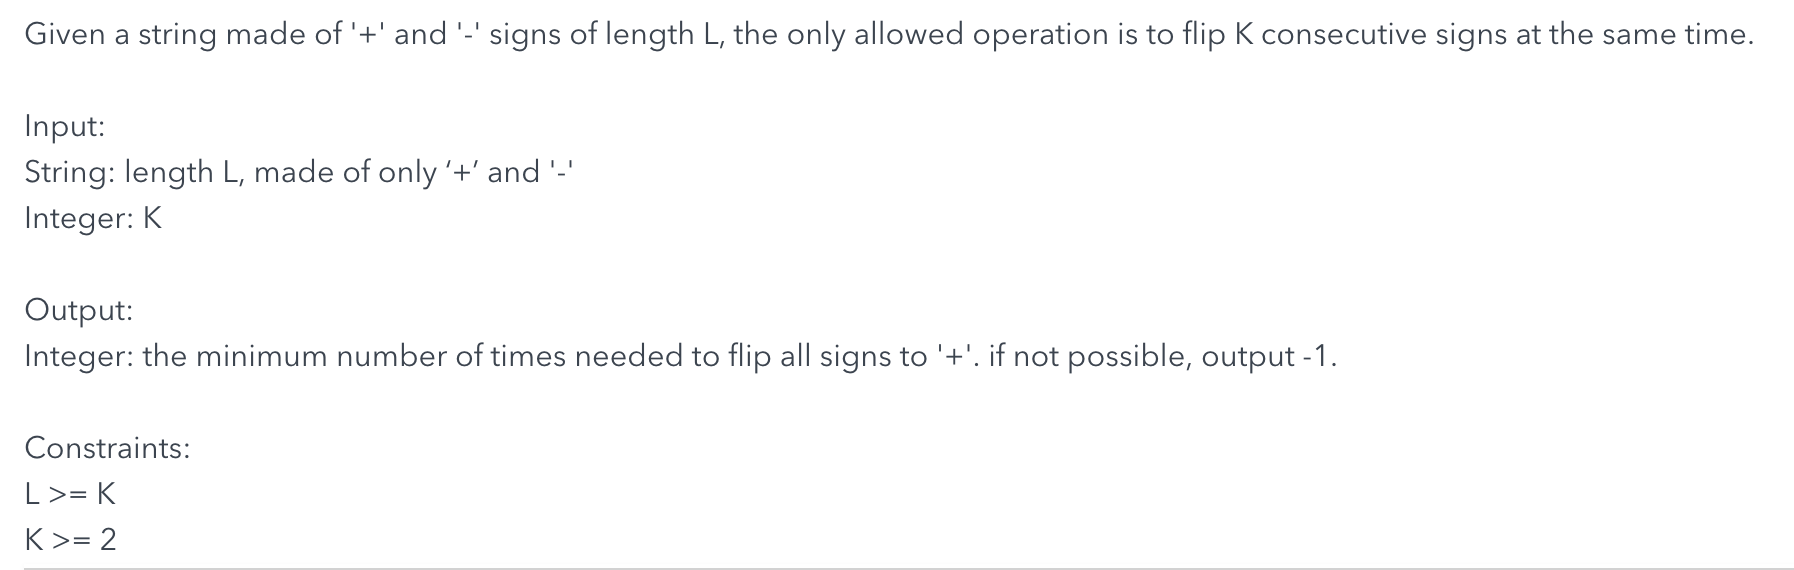 Given a string made of '+' and '-' signs of length L, the only allowed operation is to flip K consecutive signs at the same time.
Input:
String: length L, made of only ‘+’ and '-'
Integer: K
Output:
Integer: the minimum number of times needed to flip all signs to '+'. if not possible, output -1.
Constraints:
L >= K
K >= 2